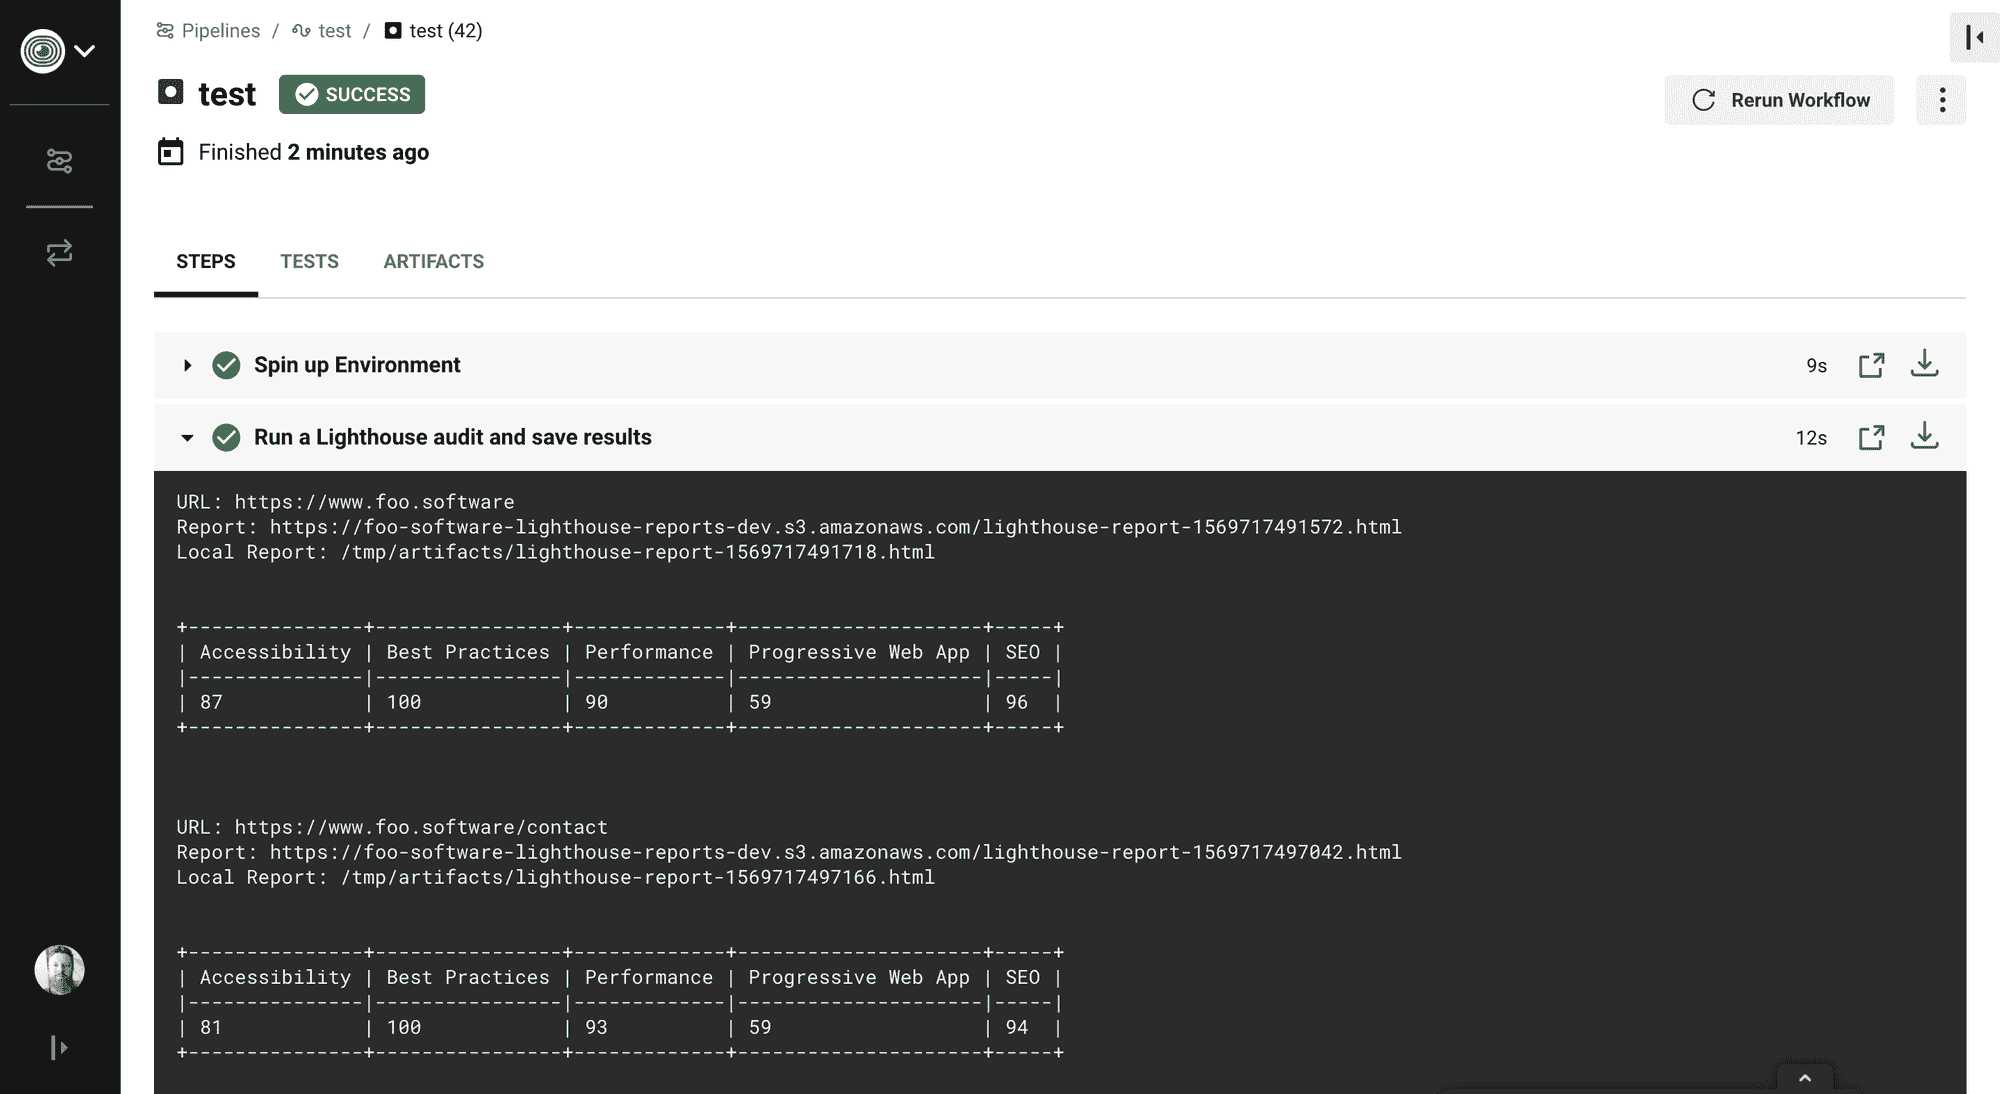 Pipelines / test / test (42)
test SUCCESS
Rerun Workflow
Finished 2 minutes ago
STEPS TESTS ARTIFACTS
Spin up Environment 9s
Run a Lighthouse audit and save results 12s
URL: https://www.foo.software
Report: https://foo-software-lighthouse-reports-dev.s3.amazonaws.com/lighthouse-report-1569717491572.html
Local Report: /tmp/artifacts/lighthouse-report-1569717491718.html
+---------------+----------------+-------------+---------------------+-----+
| Accessibility | Best Practices | Performance | Progressive Web App | SEO |
|---------------|----------------|-------------|---------------------|-----|
| 87            | 100            | 90          | 59                  | 96  |
+---------------+----------------+-------------+---------------------+-----+
URL: https://www.foo.software/contact
Report: https://foo-software-lighthouse-reports-dev.s3.amazonaws.com/lighthouse-report-1569717497042.html
Local Report: /tmp/artifacts/lighthouse-report-1569717497166.html
+---------------+----------------+-------------+---------------------+-----+
| Accessibility | Best Practices | Performance | Progressive Web App | SEO |
|---------------|----------------|-------------|---------------------|-----|
| 81            | 100            | 93          | 59                  | 94  |
+---------------+----------------+-------------+---------------------+-----+